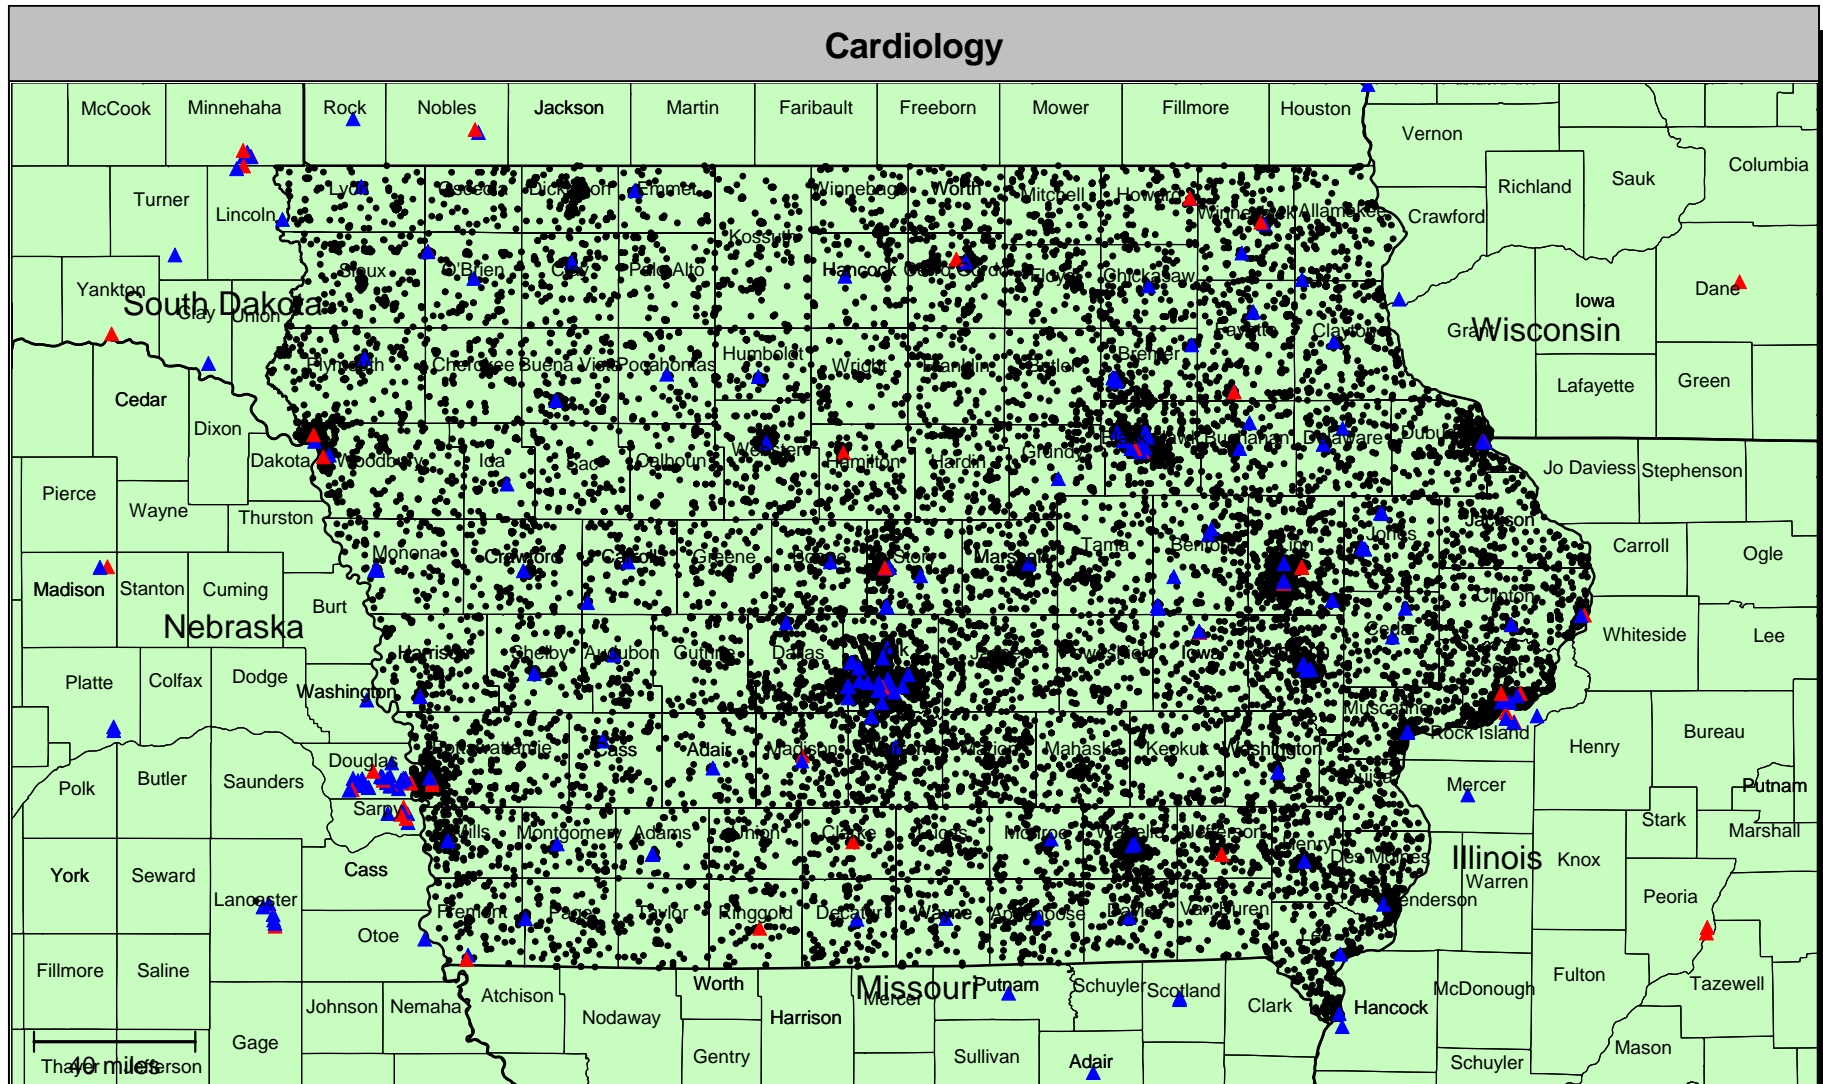 Cardiology
McCook Minnehaha Rock Nobles Jackson Martin Faribault Freeborn Mower Fillmore Houston
Vernon Richland Sauk Columbia
Turner Lincoln Lyon Osceola Dickinson Emmet Winnebago Worth Mitchell Howard Winneshiek Allamakee Crawford
Kossuth
Yankton Clay Union Sioux O'Brien Clay Palo Alto Hancock Cerro Gordo Floyd Chickasaw Dane
South Dakota Iowa
Wisconsin
Fayette Clayton Grant
Plymouth Cherokee Buena Vista Pocahontas Humboldt Wright Franklin Butler Bremer Lafayette Green
Cedar Dixon
Dakota Woodbury Ida Sac Calhoun Webster Hamilton Hardin Grundy Black Hawk Buchanan Delaware Dubuque
Jo Daviess Stephenson
Pierce Wayne Thurston
Monona Crawford Carroll Greene Boone Story Marshall Tama Benton Linn Jones Jackson Carroll Ogle
Madison Stanton Cuming Burt
Clinton
Nebraska
Harrison Shelby Audubon Guthrie Dallas Polk Jasper Poweshiek Iowa Johnson Cedar Scott Whiteside Lee
Platte Colfax Dodge Washington
Muscatine Rock Island
Polk Butler Saunders Douglas Pottawattamie Cass Adair Madison Warren Marion Mahaska Keokuk Washington Louisa Henry Bureau
Mercer Putnam
Sarpy
Mills Montgomery Adams Union Clarke Lucas Monroe Wapello Jefferson Henry Des Moines Stark Marshall
Illinois
York Seward Cass Warren Knox
Lancaster Fremont Page Taylor Ringgold Decatur Wayne Appanoose Davis Van Buren Henderson Peoria
Otoe Lee
Fillmore Saline Fulton
Johnson Nemaha Atchison Worth Missouri Mercer Putnam Schuyler Scotland Clark Hancock McDonough Tazewell
Nodaway Harrison
Gage Gentry Sullivan Adair Schuyler Mason
40 miles
Thayer Jefferson